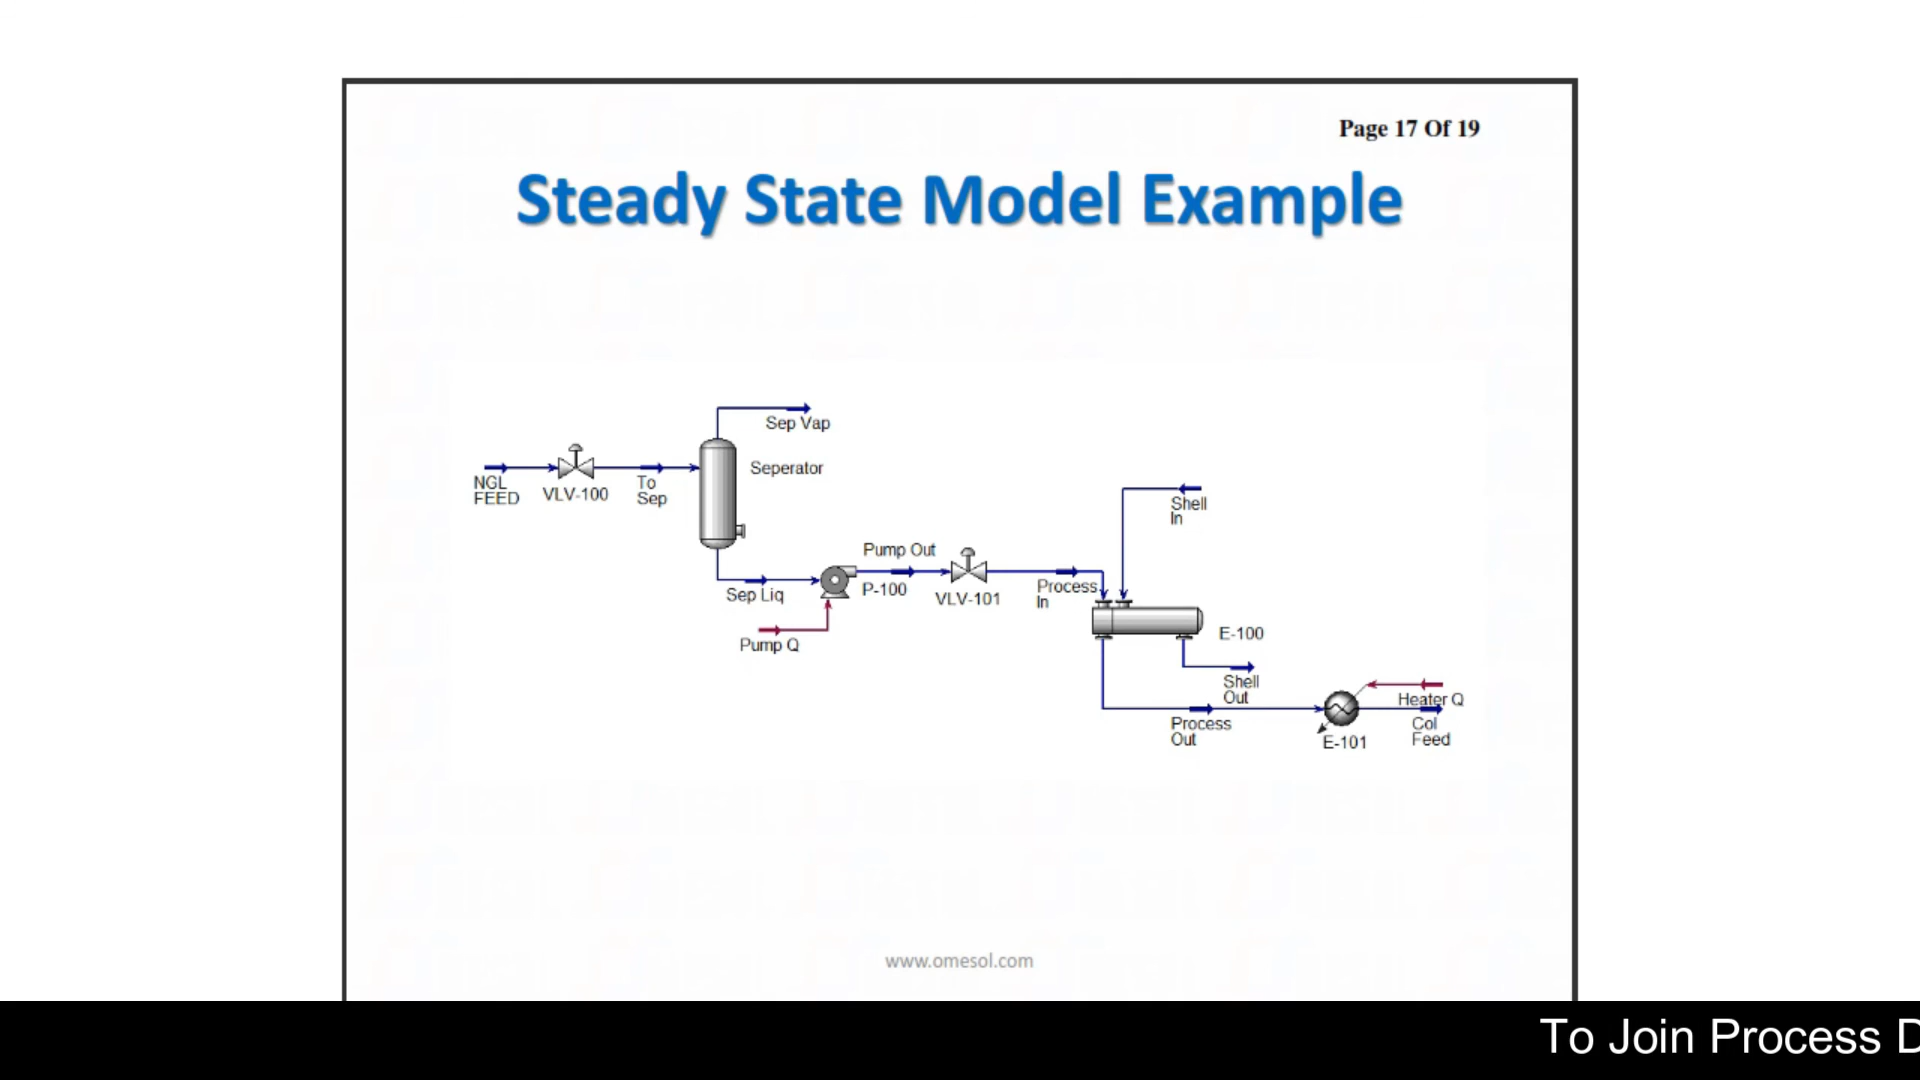 Page 17 Of 19
Steady State Model Example
Sep Vap
Seperator
NGL
FEED
VLV-100
To
Sep
Shell
In
Pump Out
Sep Liq
P-100
VLV-101
Process
In
Pump Q
E-100
Shell
Out
Heater Q
Process
Out
E-101
Col
Feed
www.omesol.com
To Join Process D